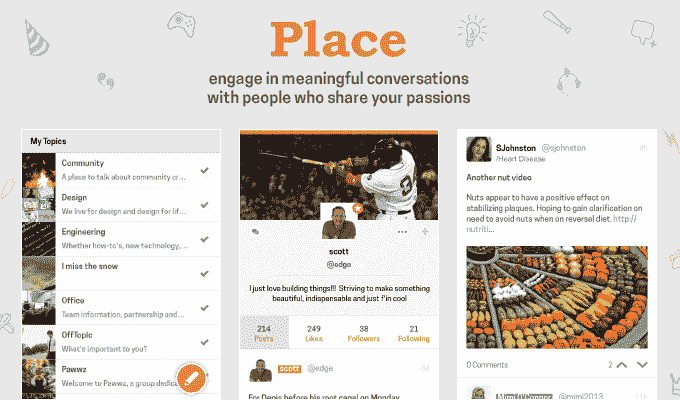 Place
engage in meaningful conversations
with people who share your passions
My Topics
Community
A place to talk about community cr...
Design
We live for design and design for lif...
Engineering
Whether how-to's, new technology,...
I miss the snow
Office
Team information, partnership and...
OffTopic
What's important to you?
Pawwz
Welcome to Pawwz, a group dedic
scott
@edge
I just love building things!!! Striving to make something
beautiful, indispensable and just f'in cool
214 249 38 21
Posts Likes Followers Following
scott @edge 6d
For Denis before his root canal on Monday
SJohnston @sjohnston 9h
/Heart Disease
Another nut video
Nuts appear to have a positive effect on
stabilizing plaques. Hoping to gain clarification on
need to avoid nuts when on reversal diet. http://
nutriti...
0 Comments 2
Mimi O'Connor @mimi2013